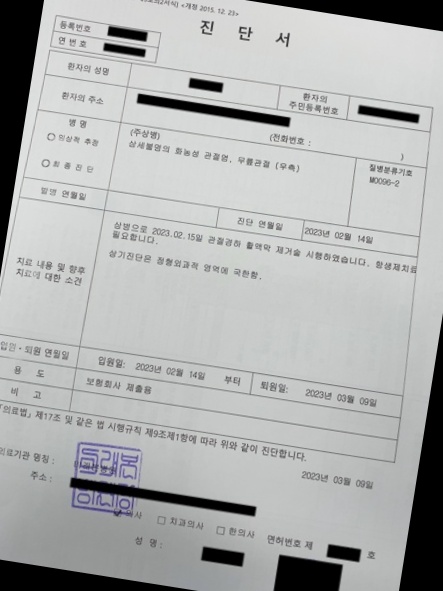 <개정 2015. 12. 23>
진 단 서
등록번호
연 번 호
환자의 성명
환자의
주민등록번호
환자의 주소
(전화번호 : )
병 명
○ 임상적 추정
○ 최 종 진 단
(주상병)
상세불명의 화농성 관절염, 무릎관절 (우측)
질병분류기호
M0096-2
발병 연월일
진단 연월일
2023년 02월 14일
치료 내용 및 향후
치료에 대한 소견
상병으로 2023.02.15일 관절경하 활액막 제거술 시행하였습니다. 항생제치료
필요합니다.
상기진단은 정형외과적 영역에 국한함.
입원·퇴원 연월일
입원일: 2023년 02월 14일 부터
퇴원일: 2023년 03월 09일
용 도
보험회사 제출용
비 고
「의료법」 제17조 및 같은 법 시행규칙 제9조제1항에 따라 위와 같이 진단합니다.
2023년 03월 09일
의료기관 명칭 :
주소 :
의사 □ 치과의사 □ 한의사 면허번호 제 호
성 명 :